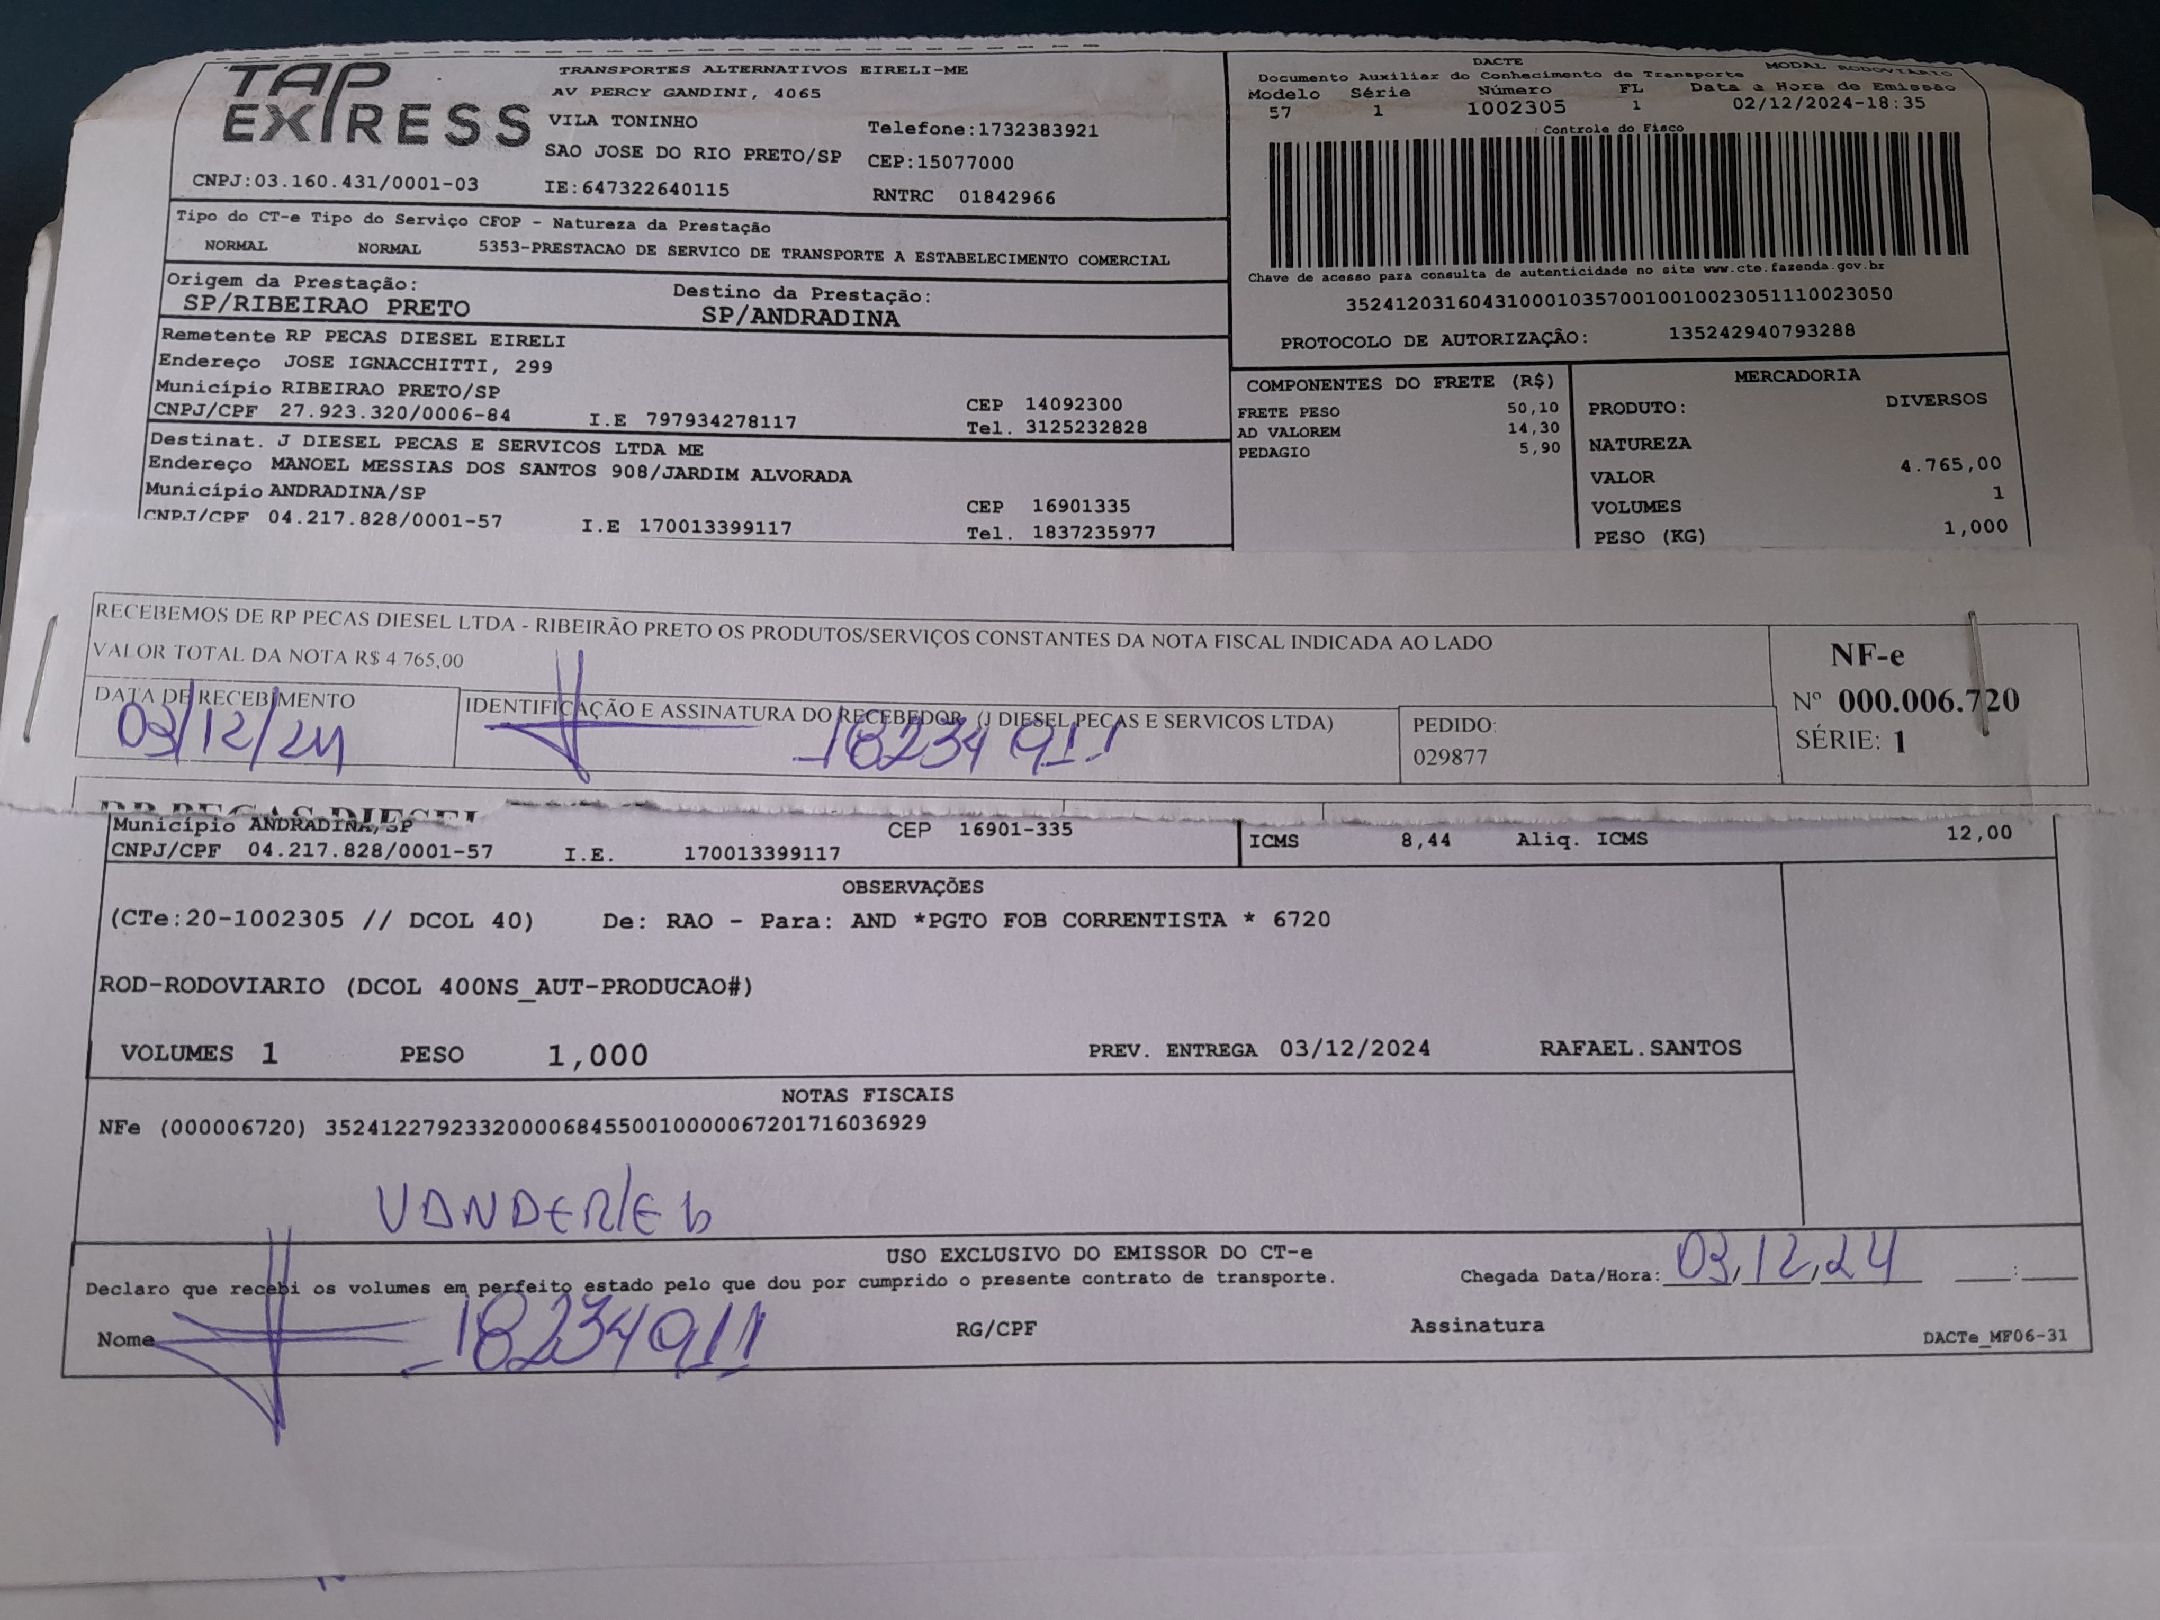 TAP EXPRESS
TRANSPORTES ALTERNATIVOS EIRELI-ME
AV PERCY GANDINI, 4065
VILA TONINHO
Telefone:1732383921
SAO JOSE DO RIO PRETO/SP CEP:15077000
CNPJ:03.160.431/0001-03 IE:647322640115 RNTRC 01842966
DACTE
Documento Auxiliar do Conhecimento de Transporte MODAL RODOVIÁRIO
Modelo Série Número FL Data e Hora de Emissão
57 1 1002305 1 02/12/2024-18:35
Controle do Fisco
Chave de acesso para consulta de autenticidade no site www.cte.fazenda.gov.br
35241203160431000103570010010023051110023050
PROTOCOLO DE AUTORIZAÇÃO: 135242940793288
Tipo do CT-e Tipo do Serviço CFOP - Natureza da Prestação
NORMAL NORMAL 5353-PRESTACAO DE SERVICO DE TRANSPORTE A ESTABELECIMENTO COMERCIAL
Origem da Prestação: Destino da Prestação:
SP/RIBEIRAO PRETO SP/ANDRADINA
Remetente RP PECAS DIESEL EIRELI
Endereço JOSE IGNACCHITTI, 299
Município RIBEIRAO PRETO/SP CEP 14092300
CNPJ/CPF 27.923.320/0006-84 I.E 797934278117 Tel. 3125232828
Destinat. J DIESEL PECAS E SERVICOS LTDA ME
Endereço MANOEL MESSIAS DOS SANTOS 908/JARDIM ALVORADA
Município ANDRADINA/SP CEP 16901335
CNPJ/CPF 04.217.828/0001-57 I.E 170013399117 Tel. 1837235977
COMPONENTES DO FRETE (R$)
FRETE PESO 50,10
AD VALOREM 14,30
PEDAGIO 5,90
MERCADORIA
PRODUTO: DIVERSOS
NATUREZA
VALOR 4.765,00
VOLUMES 1
PESO (KG) 1,000
RECEBEMOS DE RP PECAS DIESEL LTDA - RIBEIRÃO PRETO OS PRODUTOS/SERVIÇOS CONSTANTES DA NOTA FISCAL INDICADA AO LADO
VALOR TOTAL DA NOTA R$ 4.765,00
DATA DE RECEBIMENTO
03/12/24
IDENTIFICAÇÃO E ASSINATURA DO RECEBEDOR (J DIESEL PECAS E SERVICOS LTDA)
18234911
PEDIDO:
029877
NF-e
Nº 000.006.720
SÉRIE: 1
RP PECAS DIESEL
Município ANDRADINA/SP CEP 16901-335
CNPJ/CPF 04.217.828/0001-57 I.E. 170013399117
ICMS 8,44 Aliq. ICMS 12,00
OBSERVAÇÕES
(CTe:20-1002305 // DCOL 40) De: RAO - Para: AND *PGTO FOB CORRENTISTA * 6720
ROD-RODOVIARIO (DCOL 400NS_AUT-PRODUCAO#)
VOLUMES 1 PESO 1,000 PREV. ENTREGA 03/12/2024 RAFAEL.SANTOS
NOTAS FISCAIS
NFe (000006720) 35241227923320000684550010000067201716036929
USO EXCLUSIVO DO EMISSOR DO CT-e
Declaro que recebi os volumes em perfeito estado pelo que dou por cumprido o presente contrato de transporte.
Chegada Data/Hora: 03,12,24 __:__
Nome 18234911 RG/CPF Assinatura
DACTe_MF06-31